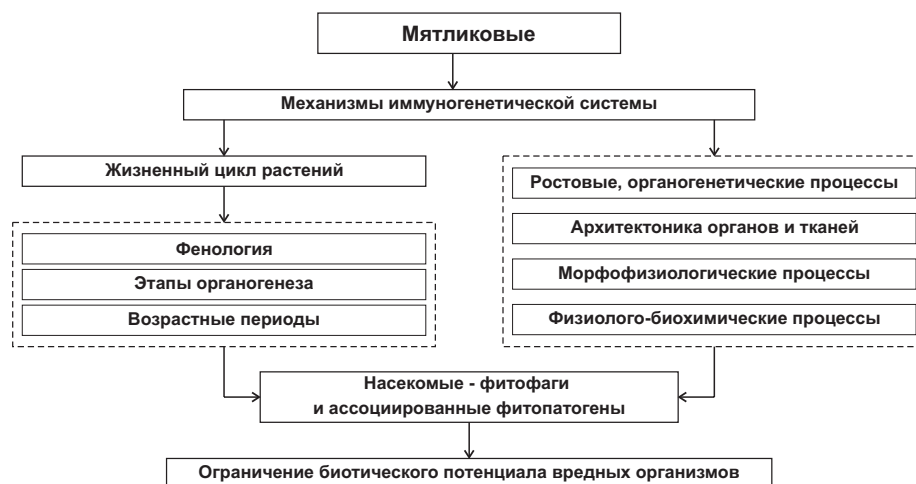 Мятликовые
Механизмы иммуногенетической системы
Жизненный цикл растений
Фенология
Этапы органогенеза
Возрастные периоды
Ростовые, органогенетические процессы
Архитектоника органов и тканей
Морфофизиологические процессы
Физиолого-биохимические процессы
Насекомые - фитофаги
и ассоциированные фитопатогены
Ограничение биотического потенциала вредных организмов